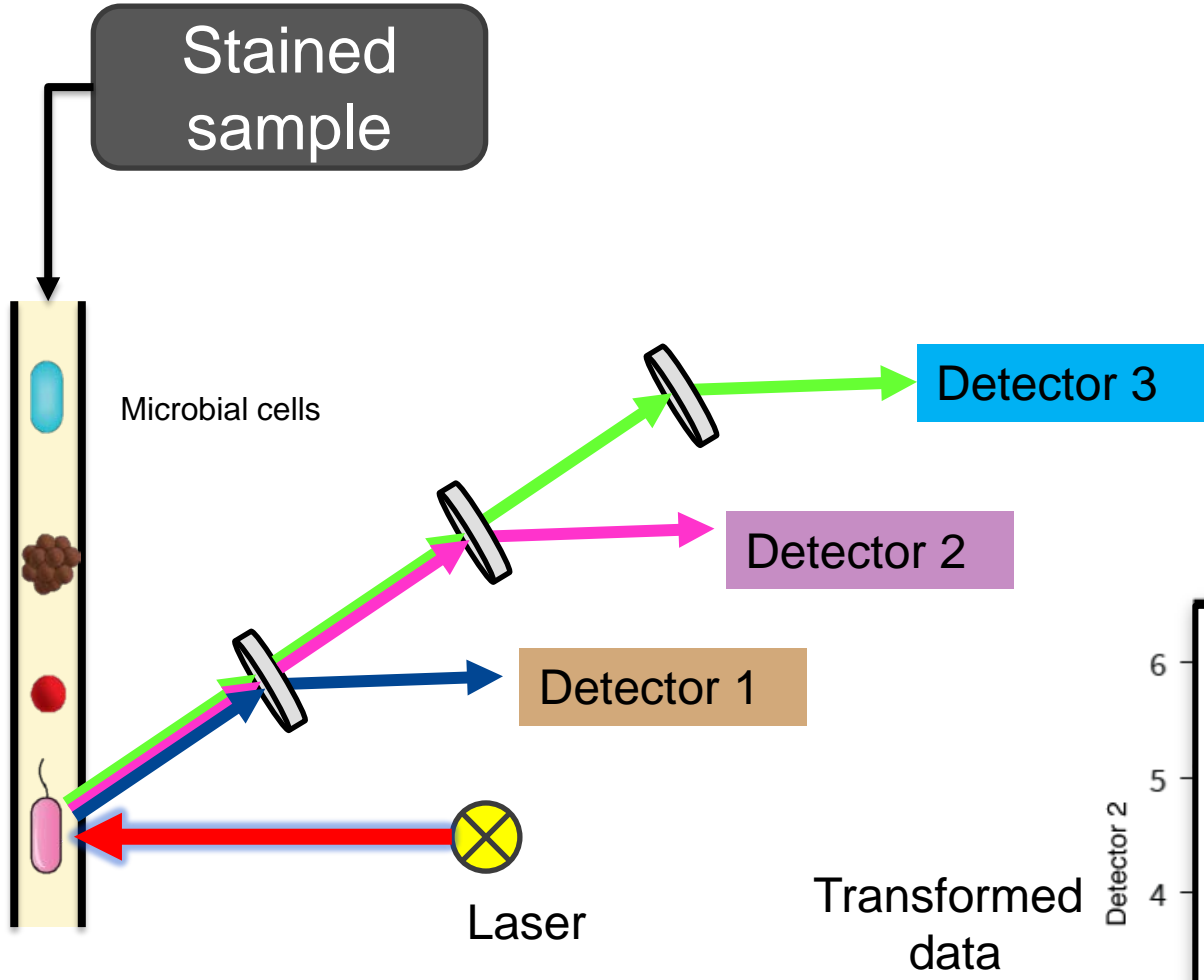 Stained
sample
Microbial cells
Detector 3
Detector 2
Detector 1
Laser
Transformed
data
Detector 2
6
5
4